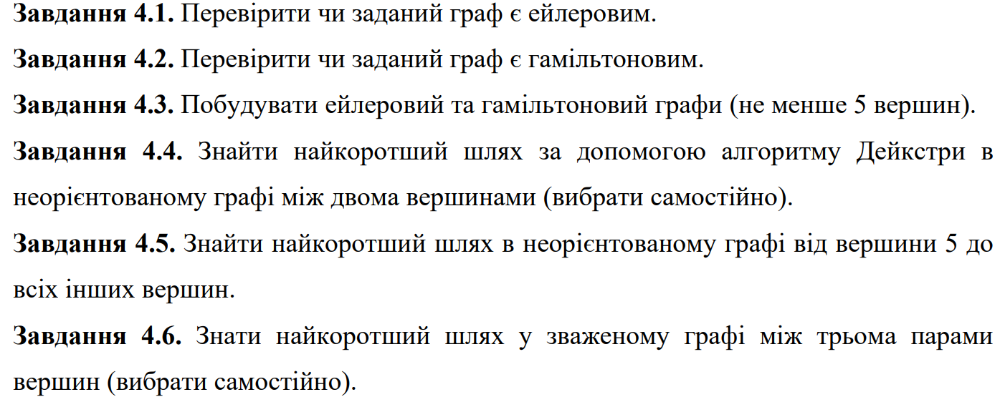 Завдання 4.1. Перевірити чи заданий граф є ейлеровим.
Завдання 4.2. Перевірити чи заданий граф є гамільтоновим.
Завдання 4.3. Побудувати ейлеровий та гамільтоновий графи (не менше 5 вершин).
Завдання 4.4. Знайти найкоротший шлях за допомогою алгоритму Дейкстри в
неорієнтованому графі між двома вершинами (вибрати самостійно).
Завдання 4.5. Знайти найкоротший шлях в неорієнтованому графі від вершини 5 до
всіх інших вершин.
Завдання 4.6. Знати найкоротший шлях у зваженому графі між трьома парами
вершин (вибрати самостійно).